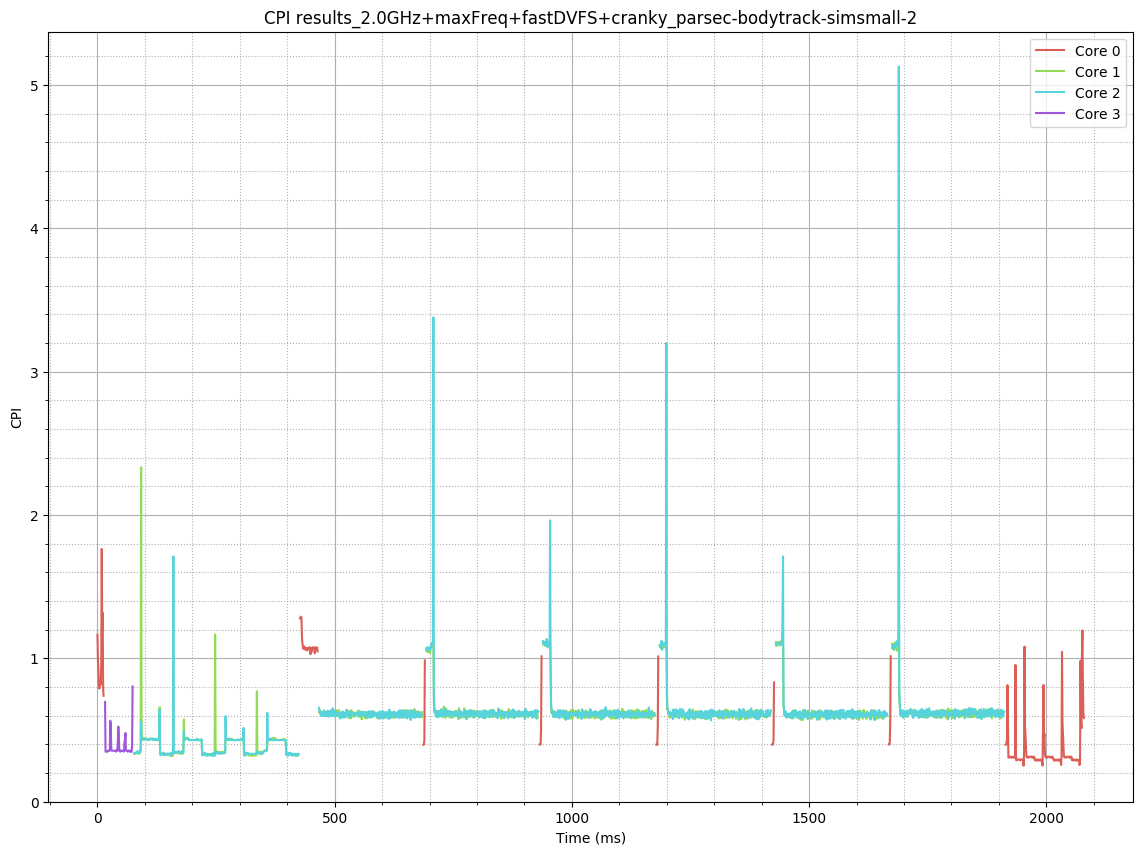 CPI results_2.0GHz+maxFreq+fastDVFS+cranky_parsec-bodytrack-simsmall-2
Core 0
Core 1
Core 2
Core 3
5
4
3
2
1
0
CPI
0 500 1000 1500 2000
Time (ms)